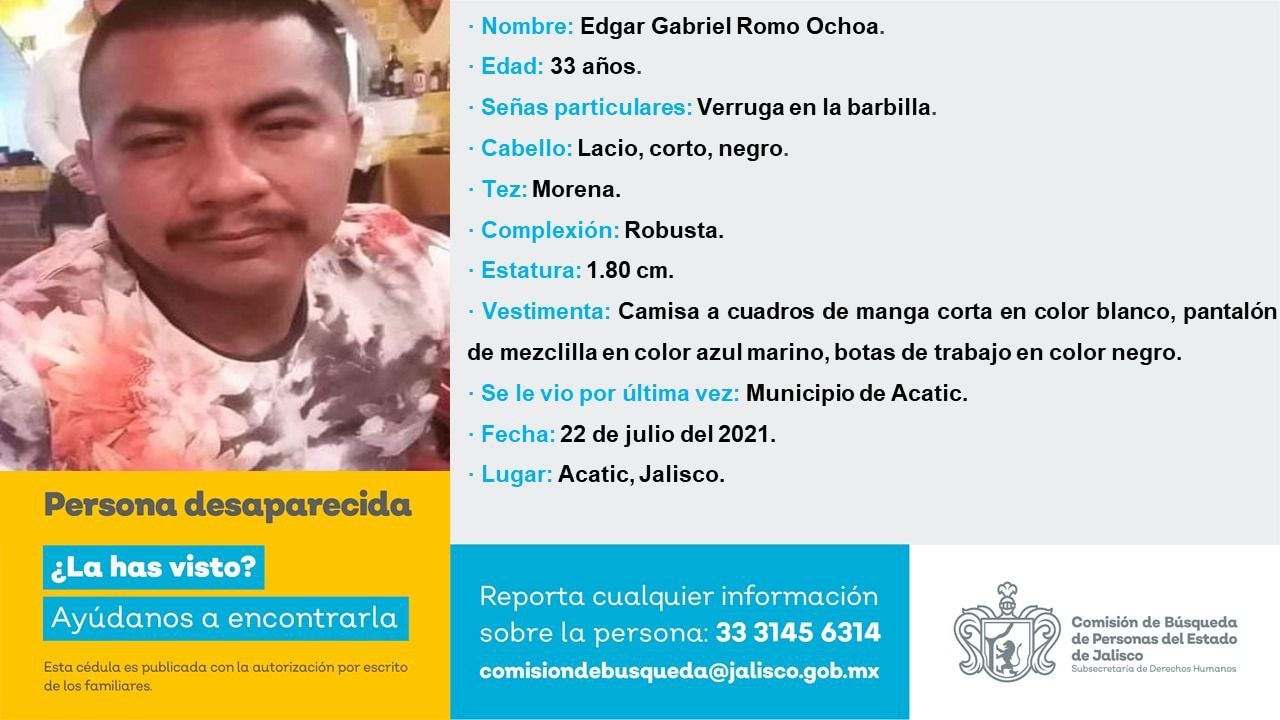 · Nombre: Edgar Gabriel Romo Ochoa.
· Edad: 33 años.
· Señas particulares: Verruga en la barbilla.
· Cabello: Lacio, corto, negro.
· Tez: Morena.
· Complexión: Robusta.
· Estatura: 1.80 cm.
· Vestimenta: Camisa a cuadros de manga corta en color blanco, pantalón
de mezclilla en color azul marino, botas de trabajo en color negro.
· Se le vio por última vez: Municipio de Acatic.
· Fecha: 22 de julio del 2021.
· Lugar: Acatic, Jalisco.
Persona desaparecida
¿La has visto?
Ayúdanos a encontrarla
Esta cédula es publicada con la autorización por escrito
de los familiares.
Reporta cualquier información
sobre la persona: 33 3145 6314
comisiondebusqueda@jalisco.gob.mx
Comisión de Búsqueda
de Personas del Estado
de Jalisco
Subsecretaría de Derechos Humanos